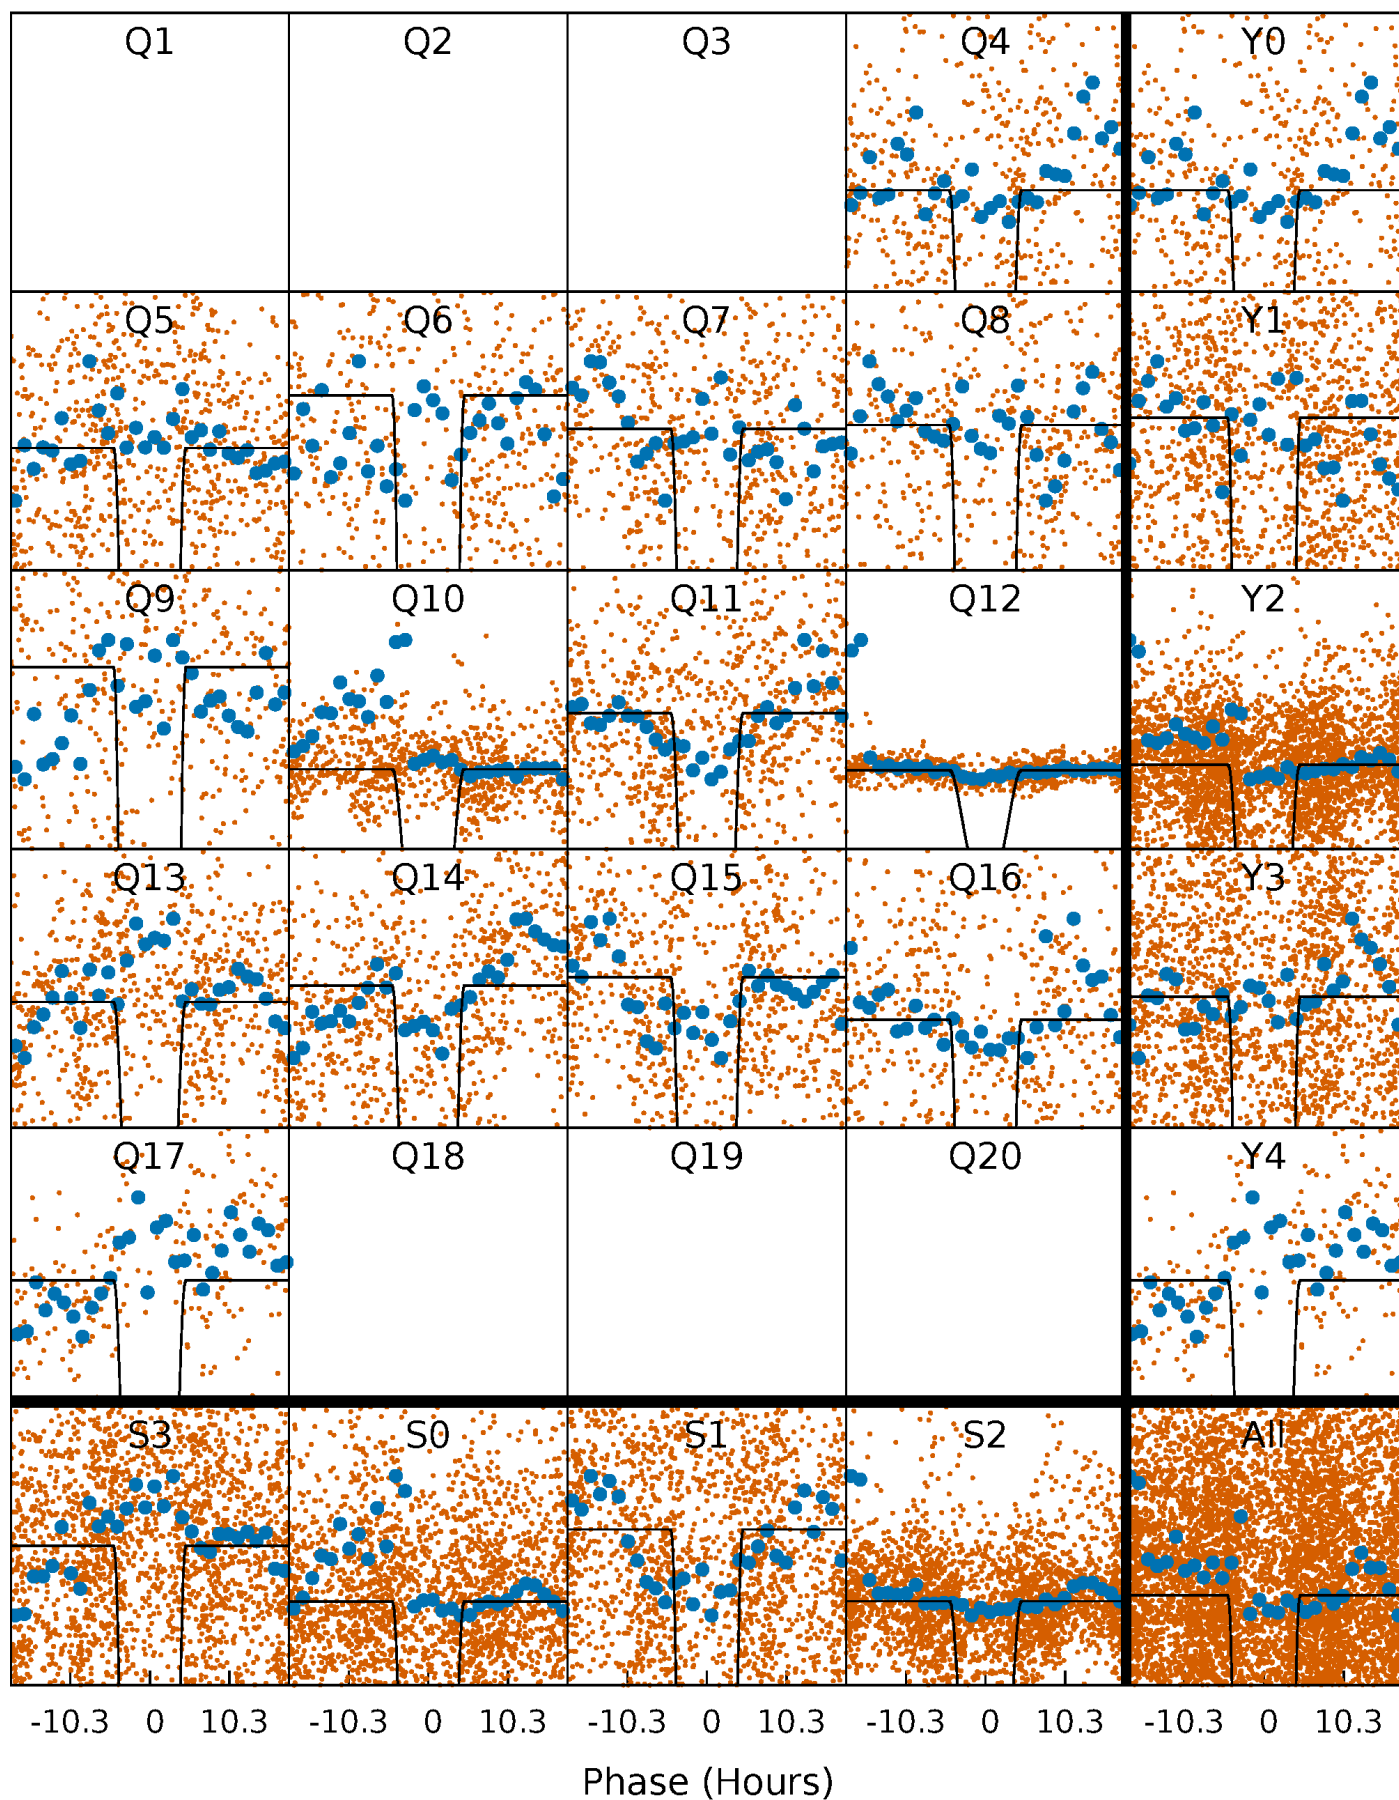 Q1 Q2 Q3 Q4 Y0
Q5 Q6 Q7 Q8 Y1
Q9 Q10 Q11 Q12 Y2
Q13 Q14 Q15 Q16 Y3
Q17 Q18 Q19 Q20 Y4
S3 S0 S1 S2 All
-10.3 0 10.3 -10.3 0 10.3 -10.3 0 10.3 -10.3 0 10.3 -10.3 0 10.3
Phase (Hours)